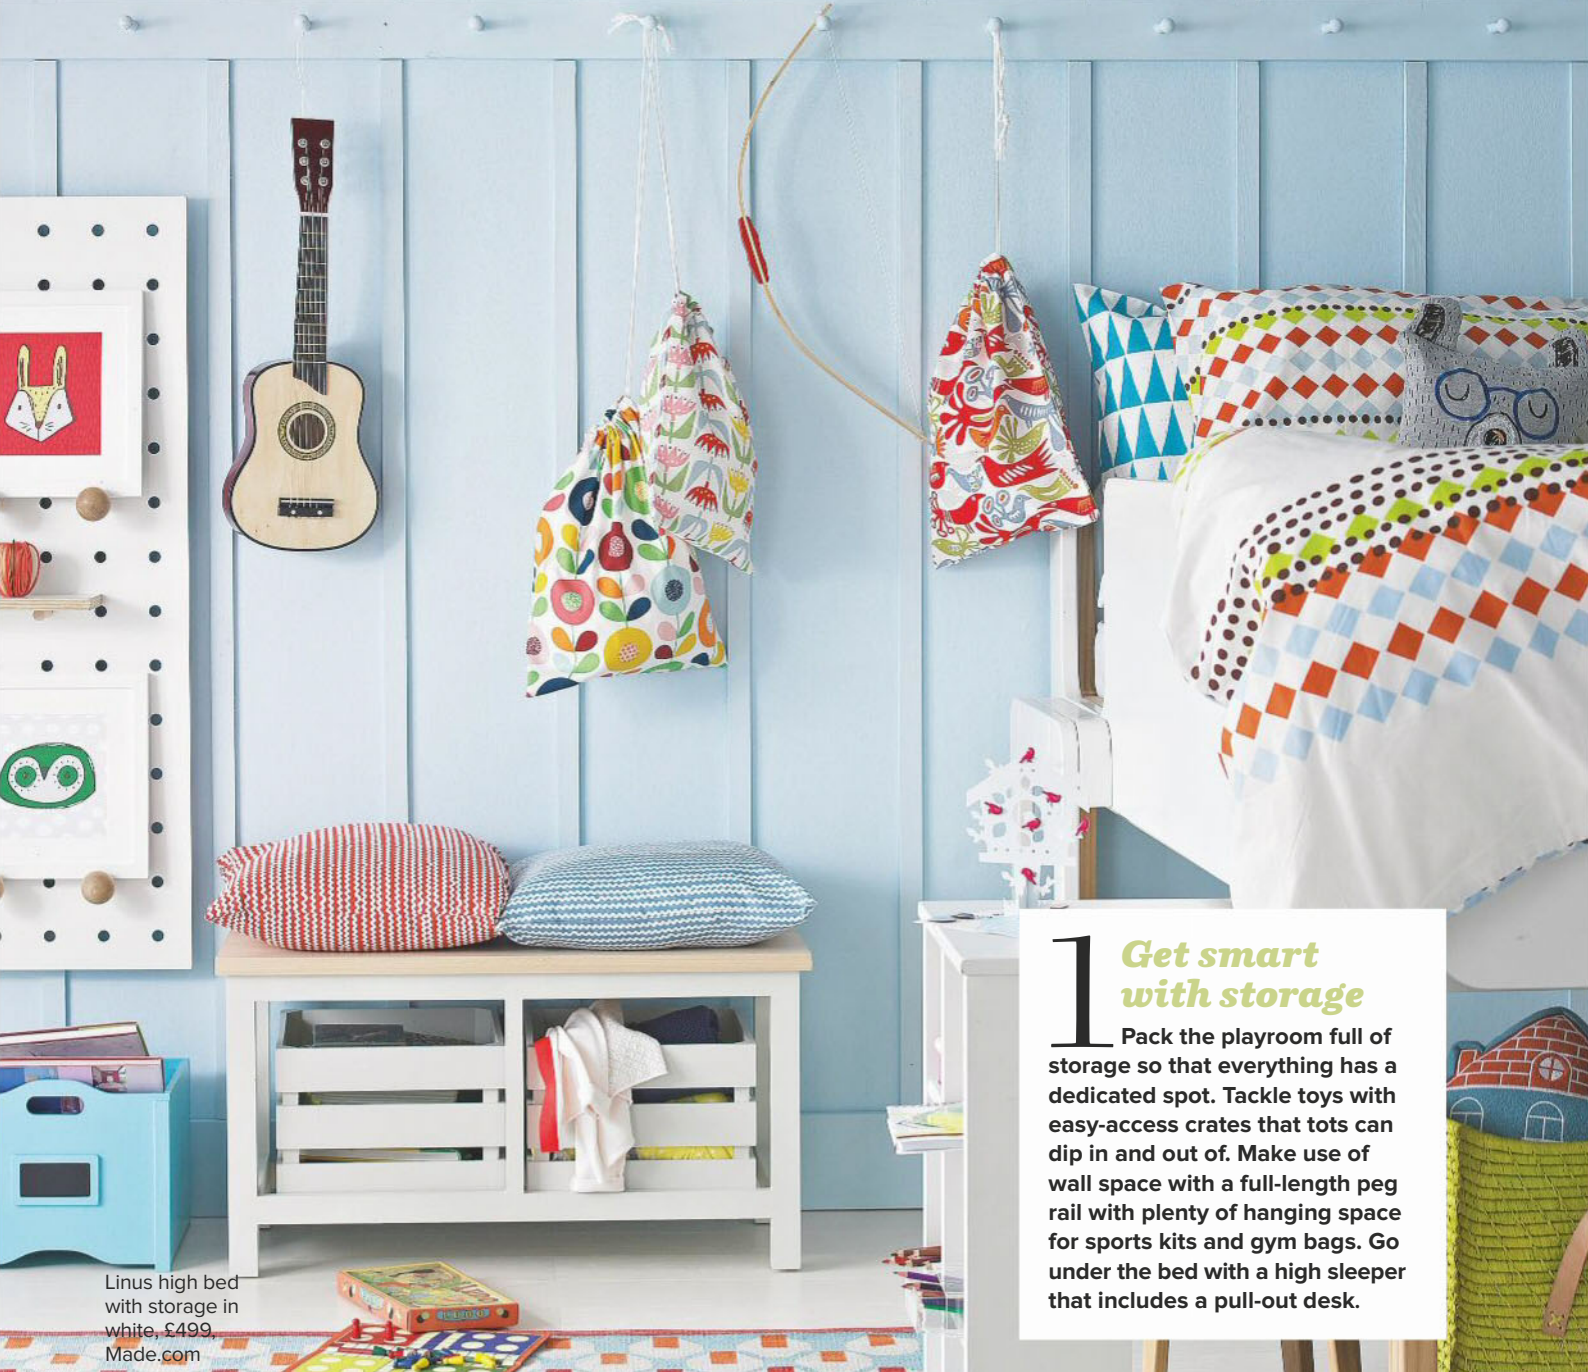 1 Get smart
with storage
Pack the playroom full of
storage so that everything has a
dedicated spot. Tackle toys with
easy-access crates that tots can
dip in and out of. Make use of
wall space with a full-length peg
rail with plenty of hanging space
for sports kits and gym bags. Go
under the bed with a high sleeper
that includes a pull-out desk.
Linus high bed
with storage in
white, £499,
Made.com